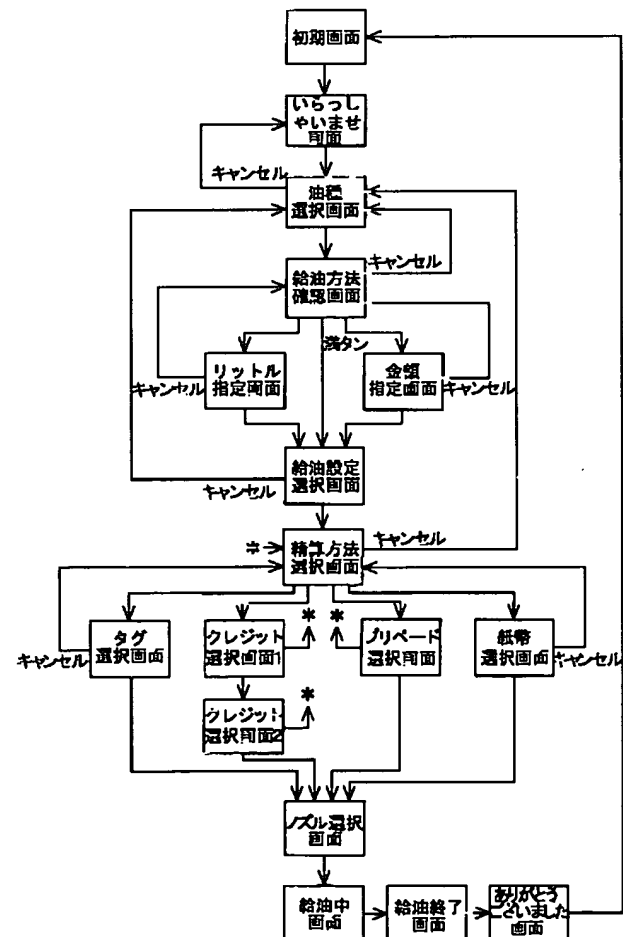 初期画面
いらっし
ゃいませ
画面
キャンセル
油種
選択画面
キャンセル
給油方法
確認画面
満タン
リットル
指定画面
金額
指定画面
キャンセル
キャンセル
給油設定
選択画面
キャンセル
キャンセル
＊
精算方法
選択画面
＊
＊
タグ
選択画面
クレジット
選択画面1
プリペード
選択画面
紙幣
選択画面
キャンセル
キャンセル
＊
クレジット
選択画面2
ノズル選択
画面
給油中
画面
給油終了
画面
ありがとう
ございました
画面